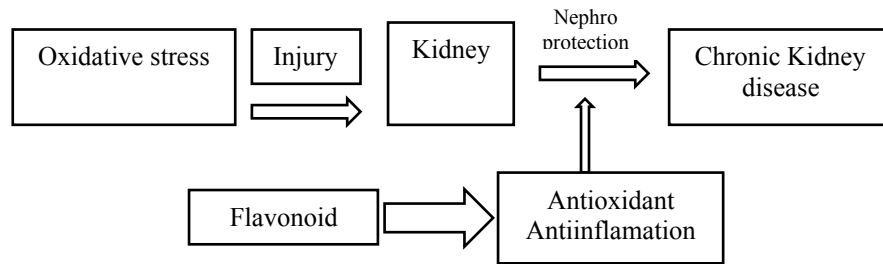 Oxidative stress
Injury
Kidney
Nephro
protection
Chronic Kidney
disease
Flavonoid
Antioxidant
Antiinflamation